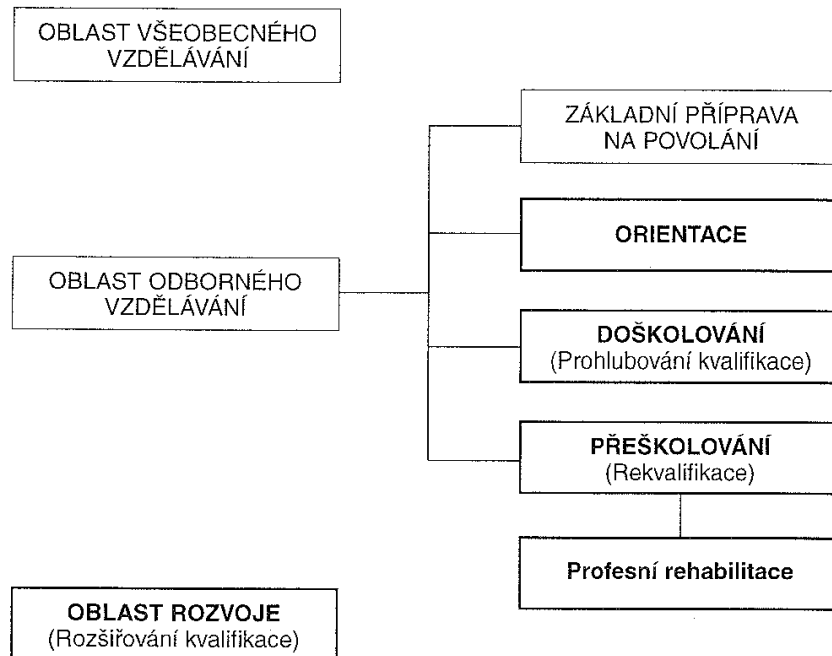 OBLAST VŠEOBECNÉHO
VZDĚLÁVÁNÍ
ZÁKLADNÍ PŘÍPRAVA
NA POVOLÁNÍ
ORIENTACE
OBLAST ODBORNÉHO
VZDĚLÁVÁNÍ
DOŠKOLOVÁNÍ
(Prohlubování kvalifikace)
PŘEŠKOLOVÁNÍ
(Rekvalifikace)
Profesní rehabilitace
OBLAST ROZVOJE
(Rozšiřování kvalifikace)